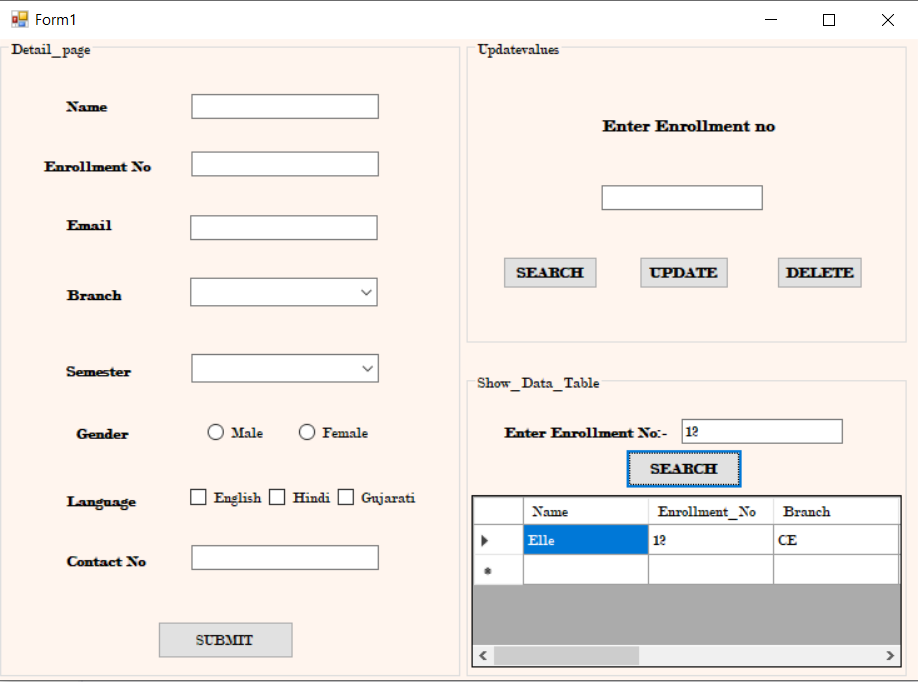 Form1
Detail_page
Name
Enrollment No
Email
Branch
Semester
Gender Male Female
Language English Hindi Gujarati
Contact No
SUBMIT
Updatevalues
Enter Enrollment no
SEARCH UPDATE DELETE
Show_Data_Table
Enter Enrollment No:- 12
SEARCH
Name Enrollment_No Branch
Elle 12 CE